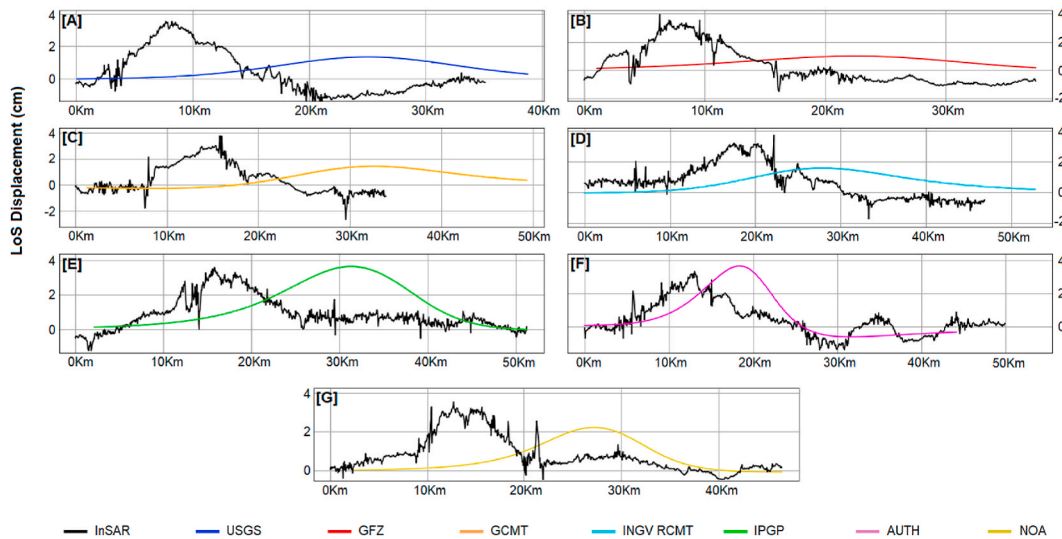 LoS Displacement (cm)
[A]
4
2
0
0Km 10Km 20Km 30Km 40Km
[B]
4
2
0
-2
0Km 10Km 20Km 30Km
[C]
4
2
0
-2
0Km 10Km 20Km 30Km 40Km 50Km
[D]
4
2
0
-2
0Km 10Km 20Km 30Km 40Km 50Km
[E]
4
2
0
0Km 10Km 20Km 30Km 40Km 50Km
[F]
4
2
0
0Km 10Km 20Km 30Km 40Km 50Km
[G]
4
2
0
0Km 10Km 20Km 30Km 40Km
InSAR USGS GFZ GCMT INGV RCMT IPGP AUTH NOA